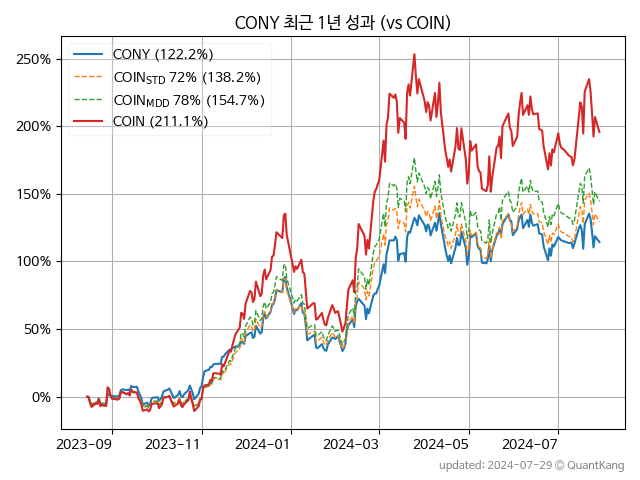 CONY 최근 1년 성과 (vs COIN)
CONY (122.2%)
COIN_STD 72% (138.2%)
COIN_MDD 78% (154.7%)
COIN (211.1%)
250%
200%
150%
100%
50%
0%
2023-09 2023-11 2024-01 2024-03 2024-05 2024-07
updated: 2024-07-29 ⓒ QuantKang